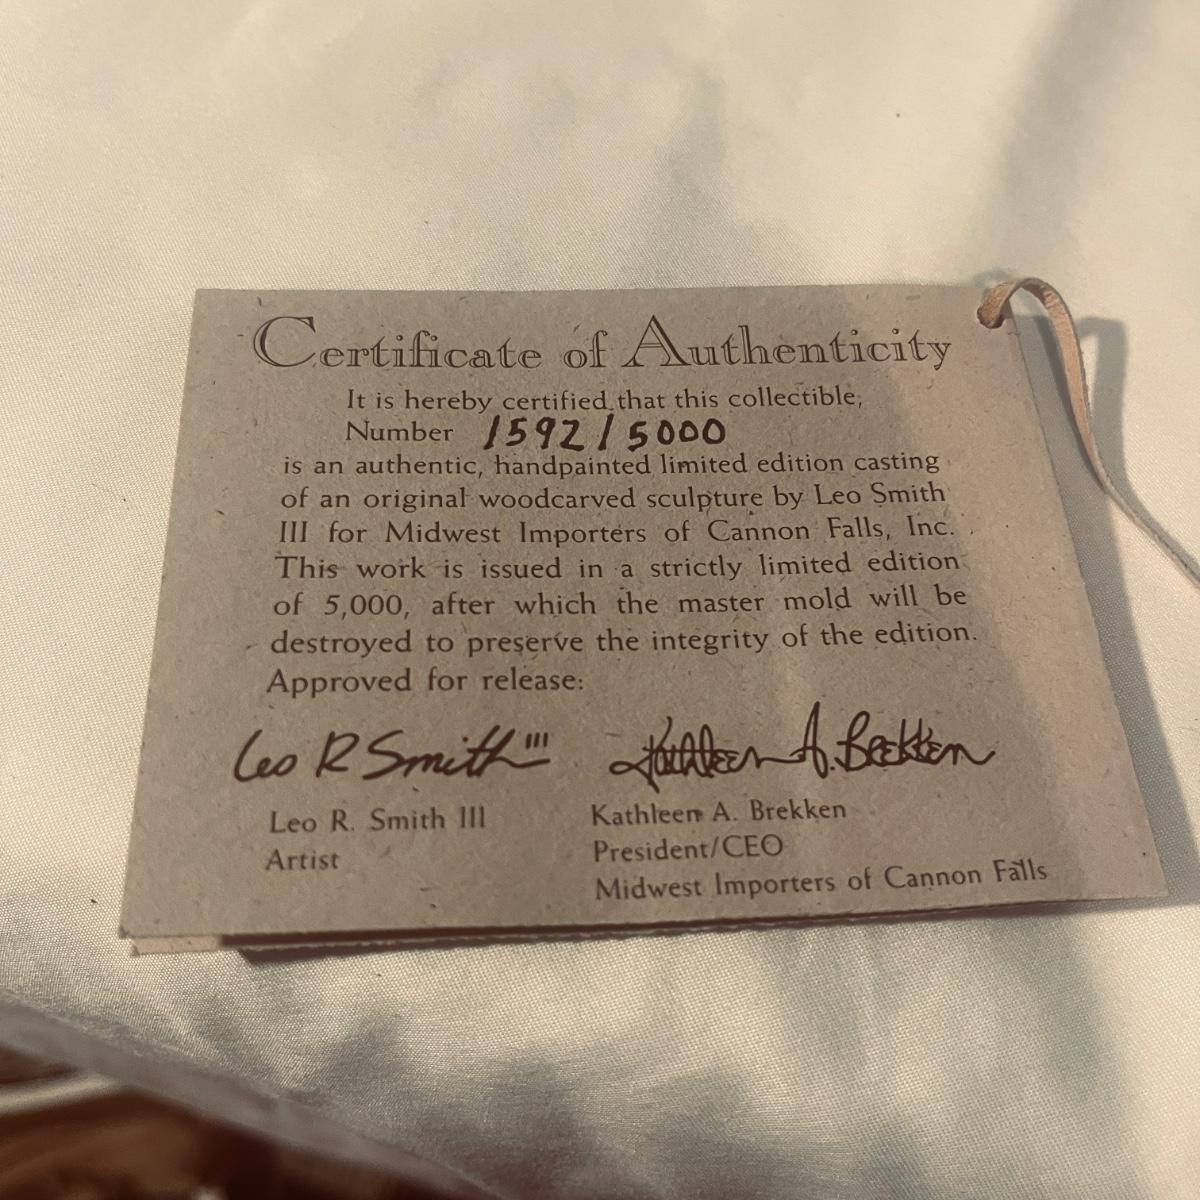 Certificate of Authenticity
It is hereby certified that this collectible,
Number 1592/5000
is an authentic, handpainted limited edition casting
of an original woodcarved sculpture by Leo Smith
III for Midwest Importers of Cannon Falls, Inc.
This work is issued in a strictly limited edition
of 5,000, after which the master mold will be
destroyed to preserve the integrity of the edition.
Approved for release:
Leo R Smith III
Kathleen A. Brekken
Leo R. Smith III
Artist
Kathleen A. Brekken
President/CEO
Midwest Importers of Cannon Falls